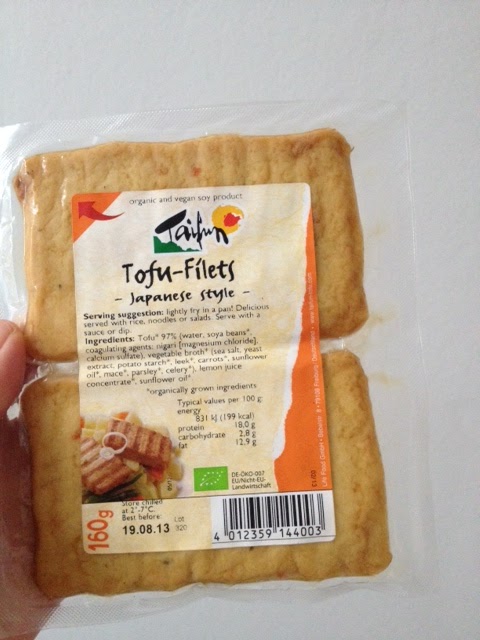 organic and vegan soy product
Taifun
Tofu-Filets
- Japanese style -
Serving suggestion: lightly fry in a pan! Delicious
served with rice, noodles or salads. Serve with a
sauce or dip.
Ingredients: Tofu* 97% (water, soya beans*,
coagulating agents: nigari [magnesium chloride],
calcium sulfate), vegetable broth* (sea salt, yeast
extract, potato starch*, leek*, carrots*, sunflower
oil*, mace*, parsley*, celery*), lemon juice
concentrate*, sunflower oil*
*organically grown ingredients
Typical values per 100 g:
energy
831 kJ (199 kcal)
protein 18,0 g
carbohydrate 2,8 g
fat 12,9 g
DE-ÖKO-007
EU/Nicht-EU-
Landwirtschaft
Store chilled
at 2°-7°C.
Best before: Lot
19.08.13 320
160g
4 012359 144003